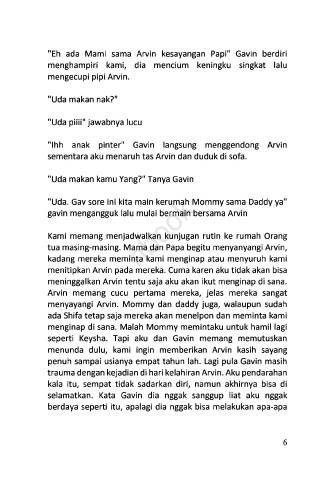 "Eh ada Mami sama Arvin kesayangan Papi" Gavin berdiri
menghampiri kami, dia mencium keningku singkat lalu
mengecupi pipi Arvin.
"Uda makan nak?"
"Uda piiii" jawabnya lucu
"Ihh anak pinter" Gavin langsung menggendong Arvin
sementara aku menaruh tas Arvin dan duduk di sofa.
"Uda makan kamu Yang?" Tanya Gavin
"Uda. Gav sore ini kita main kerumah Mommy sama Daddy ya"
gavin mengangguk lalu mulai bermain bersama Arvin
Kami memang menjadwalkan kunjugan rutin ke rumah Orang
tua masing-masing. Mama dan Papa begitu menyanyangi Arvin,
kadang mereka meminta kami menginap atau menyuruh kami
menitipkan Arvin pada mereka. Cuma karen aku tidak akan bisa
meninggalkan Arvin tentu saja aku akan ikut menginap di sana.
Arvin memang cucu pertama mereka, jelas mereka sangat
menyayangi Arvin. Mommy dan daddy juga, walaupun sudah
ada Shifa tetap saja mereka akan menelpon dan meminta kami
menginap di sana. Malah Mommy memintaku untuk hamil lagi
seperti Keysha. Tapi aku dan Gavin memang memutuskan
menunda dulu, kami ingin memberikan Arvin kasih sayang
penuh sampai usianya empat tahun lah. Lagi pula Gavin masih
trauma dengan kejadian di hari kelahiran Arvin. Aku pendarahan
kala itu, sempat tidak sadarkan diri, namun akhirnya bisa di
selamatkan. Kata Gavin dia nggak sanggup liat aku nggak
berdaya seperti itu, apalagi dia nggak bisa melakukan apa-apa
6